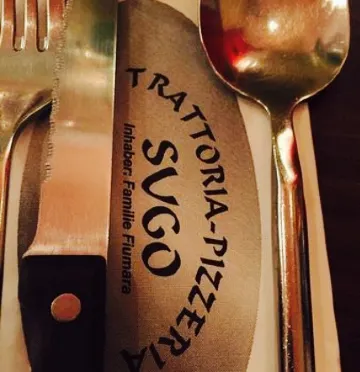 TRATTORIA-PIZZERIA
SUGO
Inhaber: Familie Fiumara